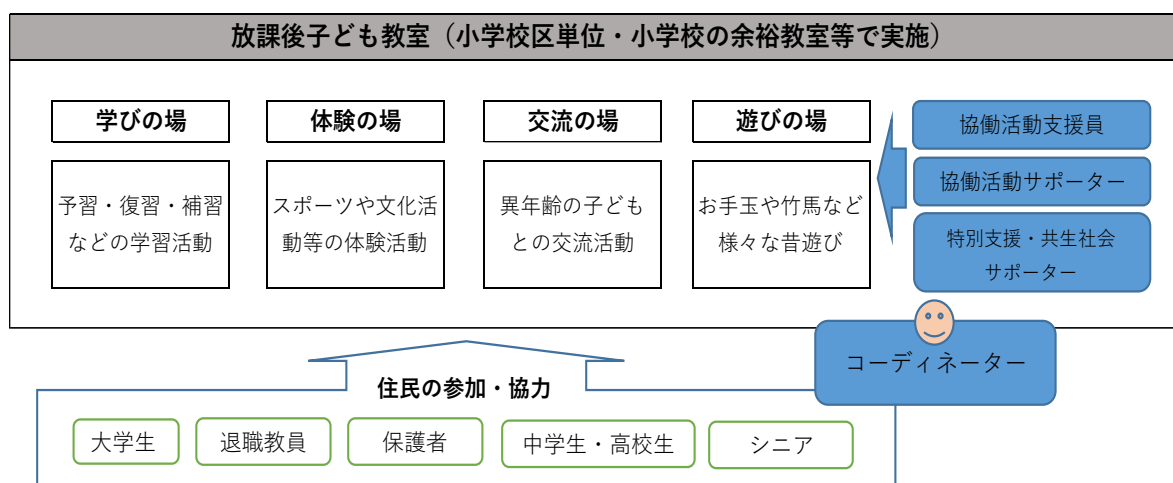 放課後子ども教室（小学校区単位・小学校の余裕教室等で実施）
学びの場
予習・復習・補習
などの学習活動
体験の場
スポーツや文化活
動等の体験活動
交流の場
異年齢の子ども
との交流活動
遊びの場
お手玉や竹馬など
様々な昔遊び
協働活動支援員
協働活動サポーター
特別支援・共生社会
サポーター
コーディネーター
住民の参加・協力
大学生
退職教員
保護者
中学生・高校生
シニア